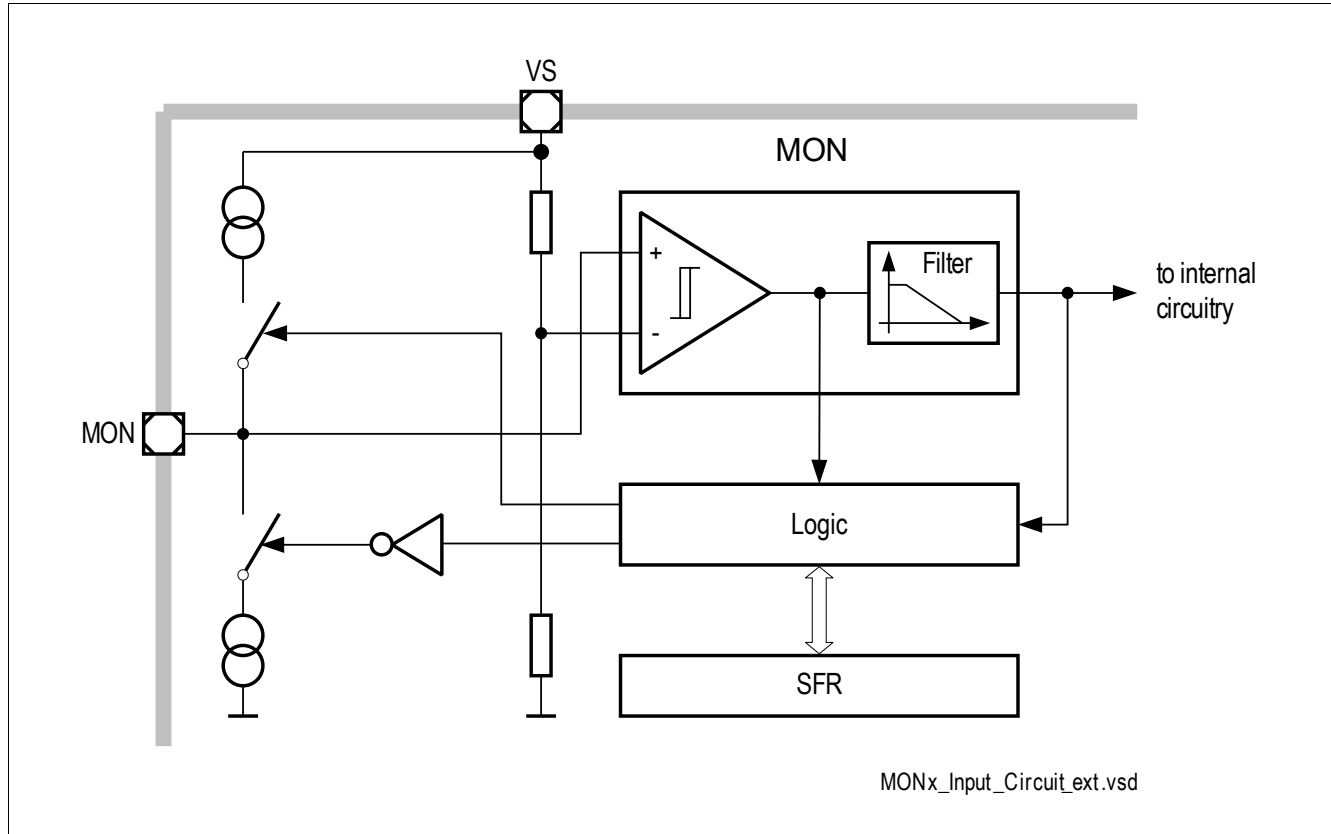 VS
MON
+
Filter
-
to internal
circuitry
MON
Logic
SFR
MONx_Input_Circuit_ext.vsd